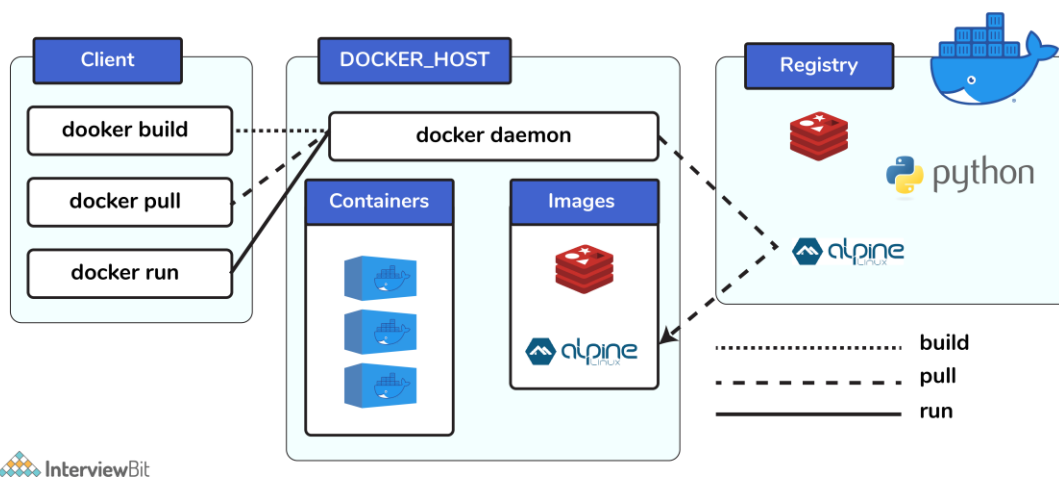 Client
dooker build
docker pull
docker run
DOCKER_HOST
docker daemon
Containers
Images
alpine
LINUX
Registry
python
alpine
LINUX
build
pull
run
InterviewBit